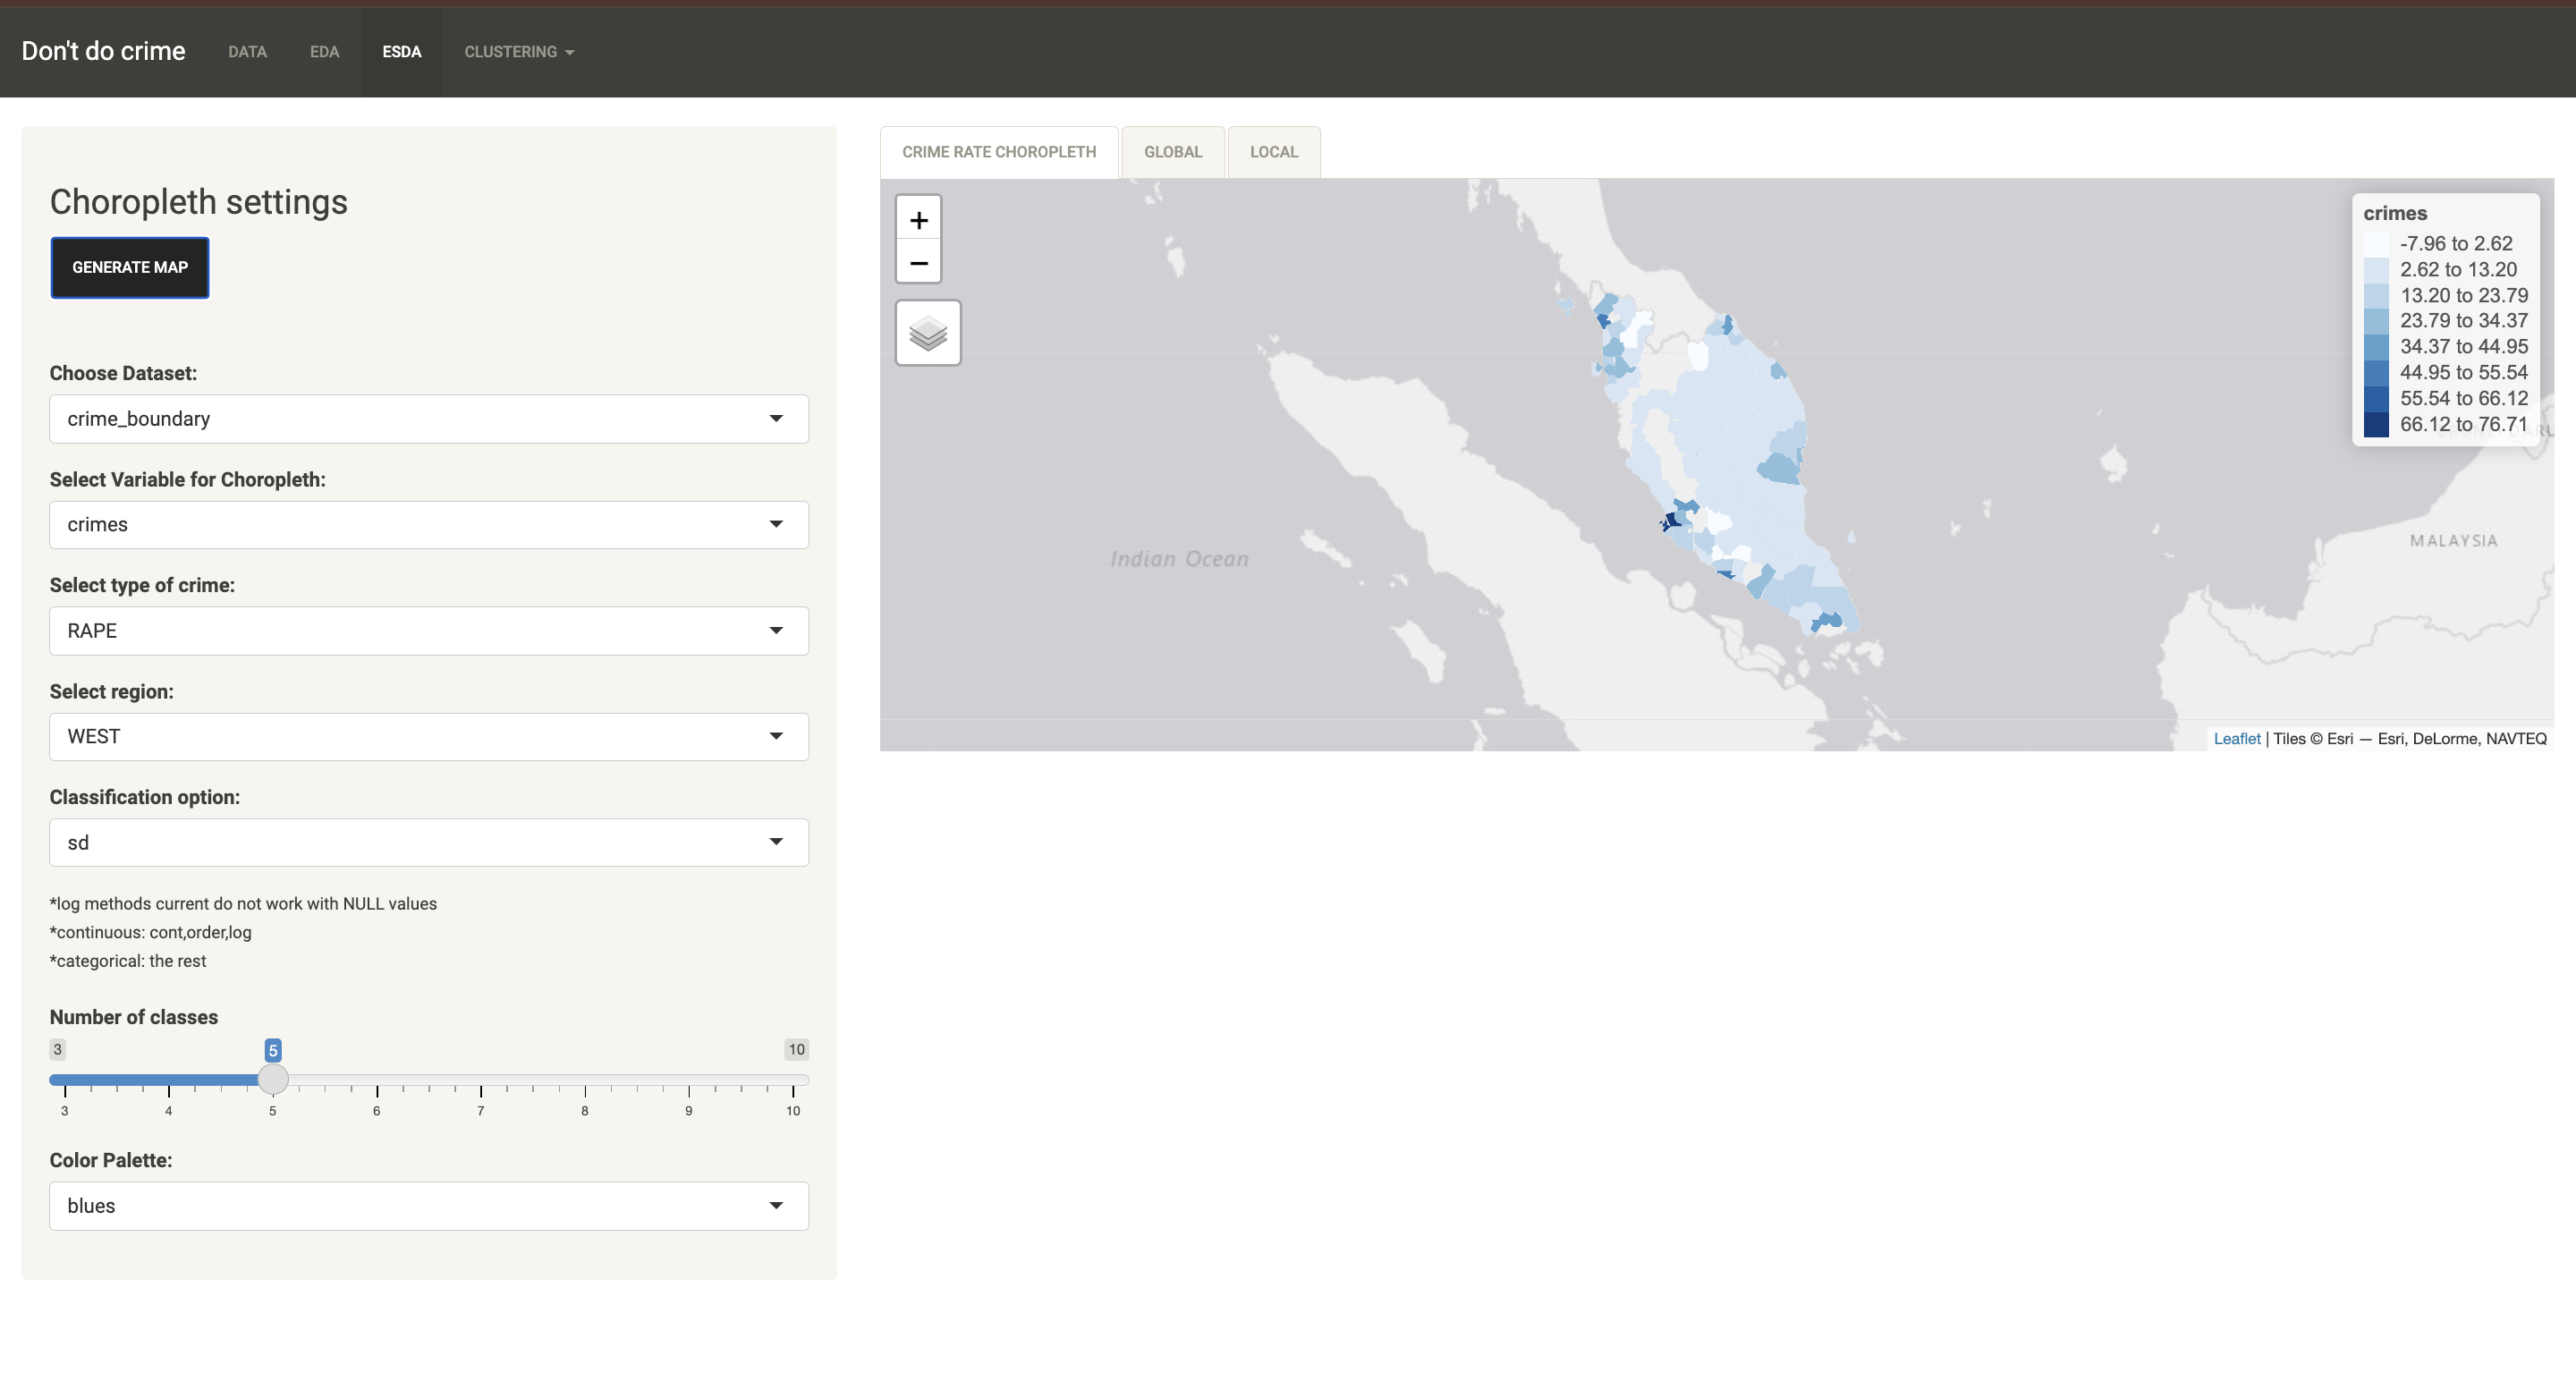 Don't do crime DATA EDA ESDA CLUSTERING
Choropleth settings
GENERATE MAP
Choose Dataset:
crime_boundary
Select Variable for Choropleth:
crimes
Select type of crime:
RAPE
Select region:
WEST
Classification option:
sd
*log methods current do not work with NULL values
*continuous: cont,order,log
*categorical: the rest
Number of classes
3 5 10
3 4 5 6 7 8 9 10
Color Palette:
blues
CRIME RATE CHOROPLETH GLOBAL LOCAL
+
−
crimes
-7.96 to 2.62
2.62 to 13.20
13.20 to 23.79
23.79 to 34.37
34.37 to 44.95
44.95 to 55.54
55.54 to 66.12
66.12 to 76.71
Indian Ocean
MALAYSIA
Leaflet | Tiles © Esri — Esri, DeLorme, NAVTEQ